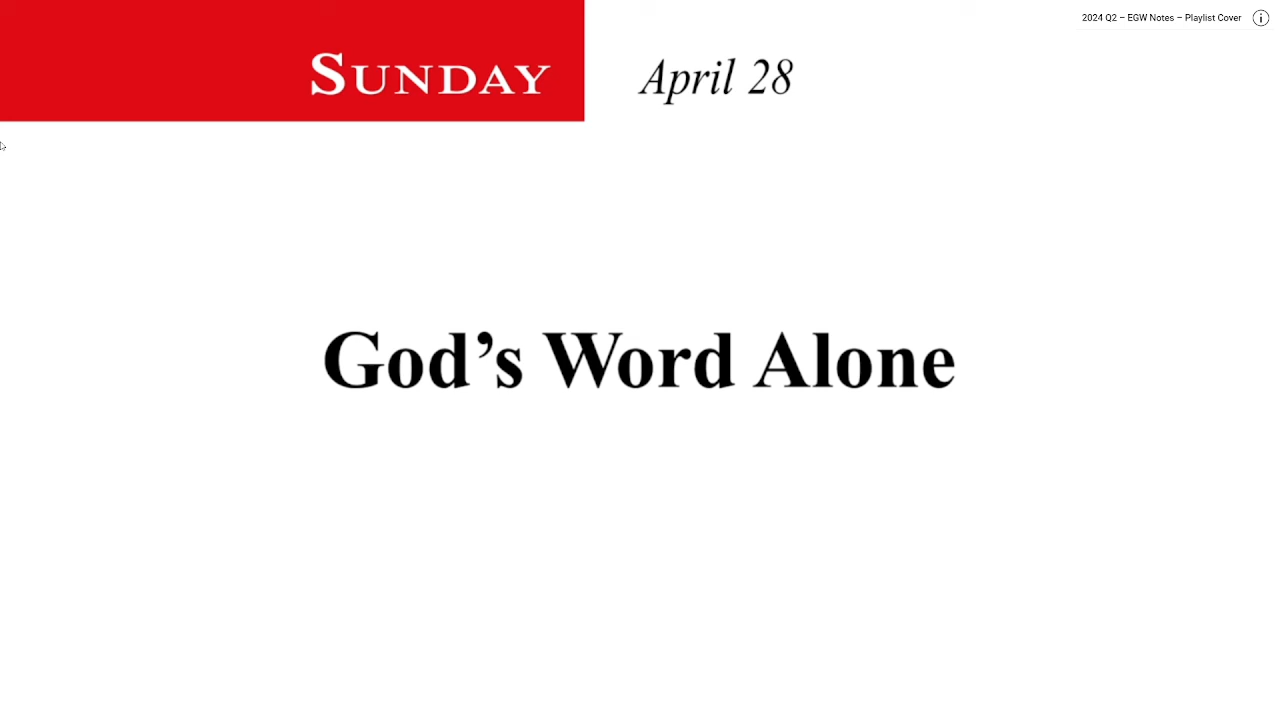 SUNDAY
April 28
2024 Q2 – EGW Notes – Playlist Cover
God’s Word Alone